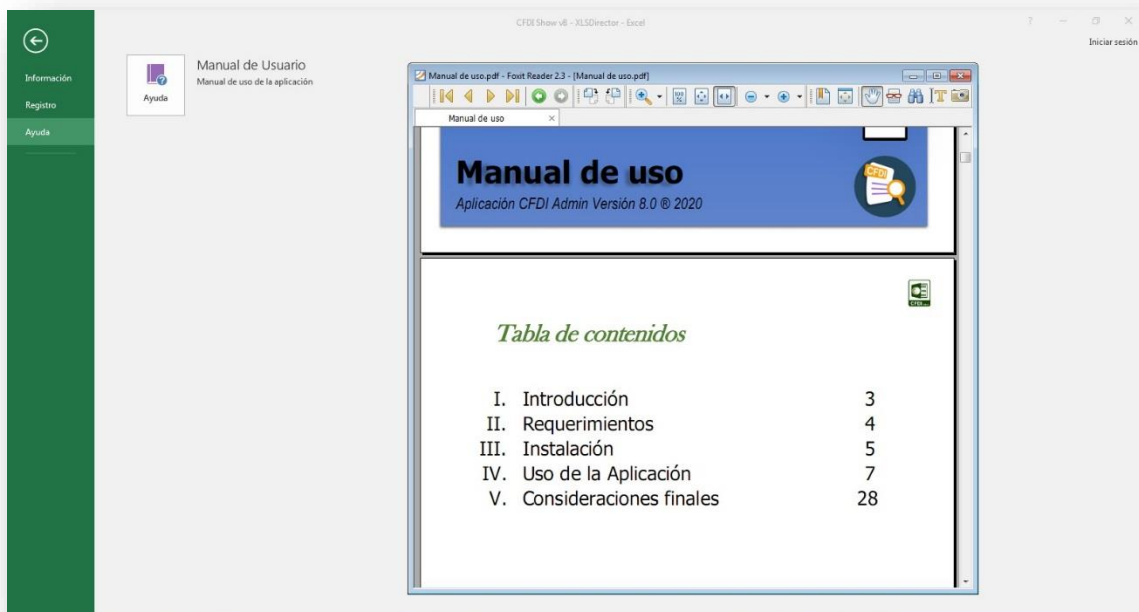 CFDI Show v8 - XLSDirector - Excel
Iniciar sesión
Información
Registro
Ayuda
Ayuda
Manual de Usuario
Manual de uso de la aplicación
Manual de uso.pdf - Foxit Reader 2.3 - [Manual de uso.pdf]
Manual de uso
Manual de uso
Aplicación CFDI Admin Versión 8.0 ® 2020
CFDI
Tabla de contenidos
I. Introducción 3
II. Requerimientos 4
III. Instalación 5
IV. Uso de la Aplicación 7
V. Consideraciones finales 28